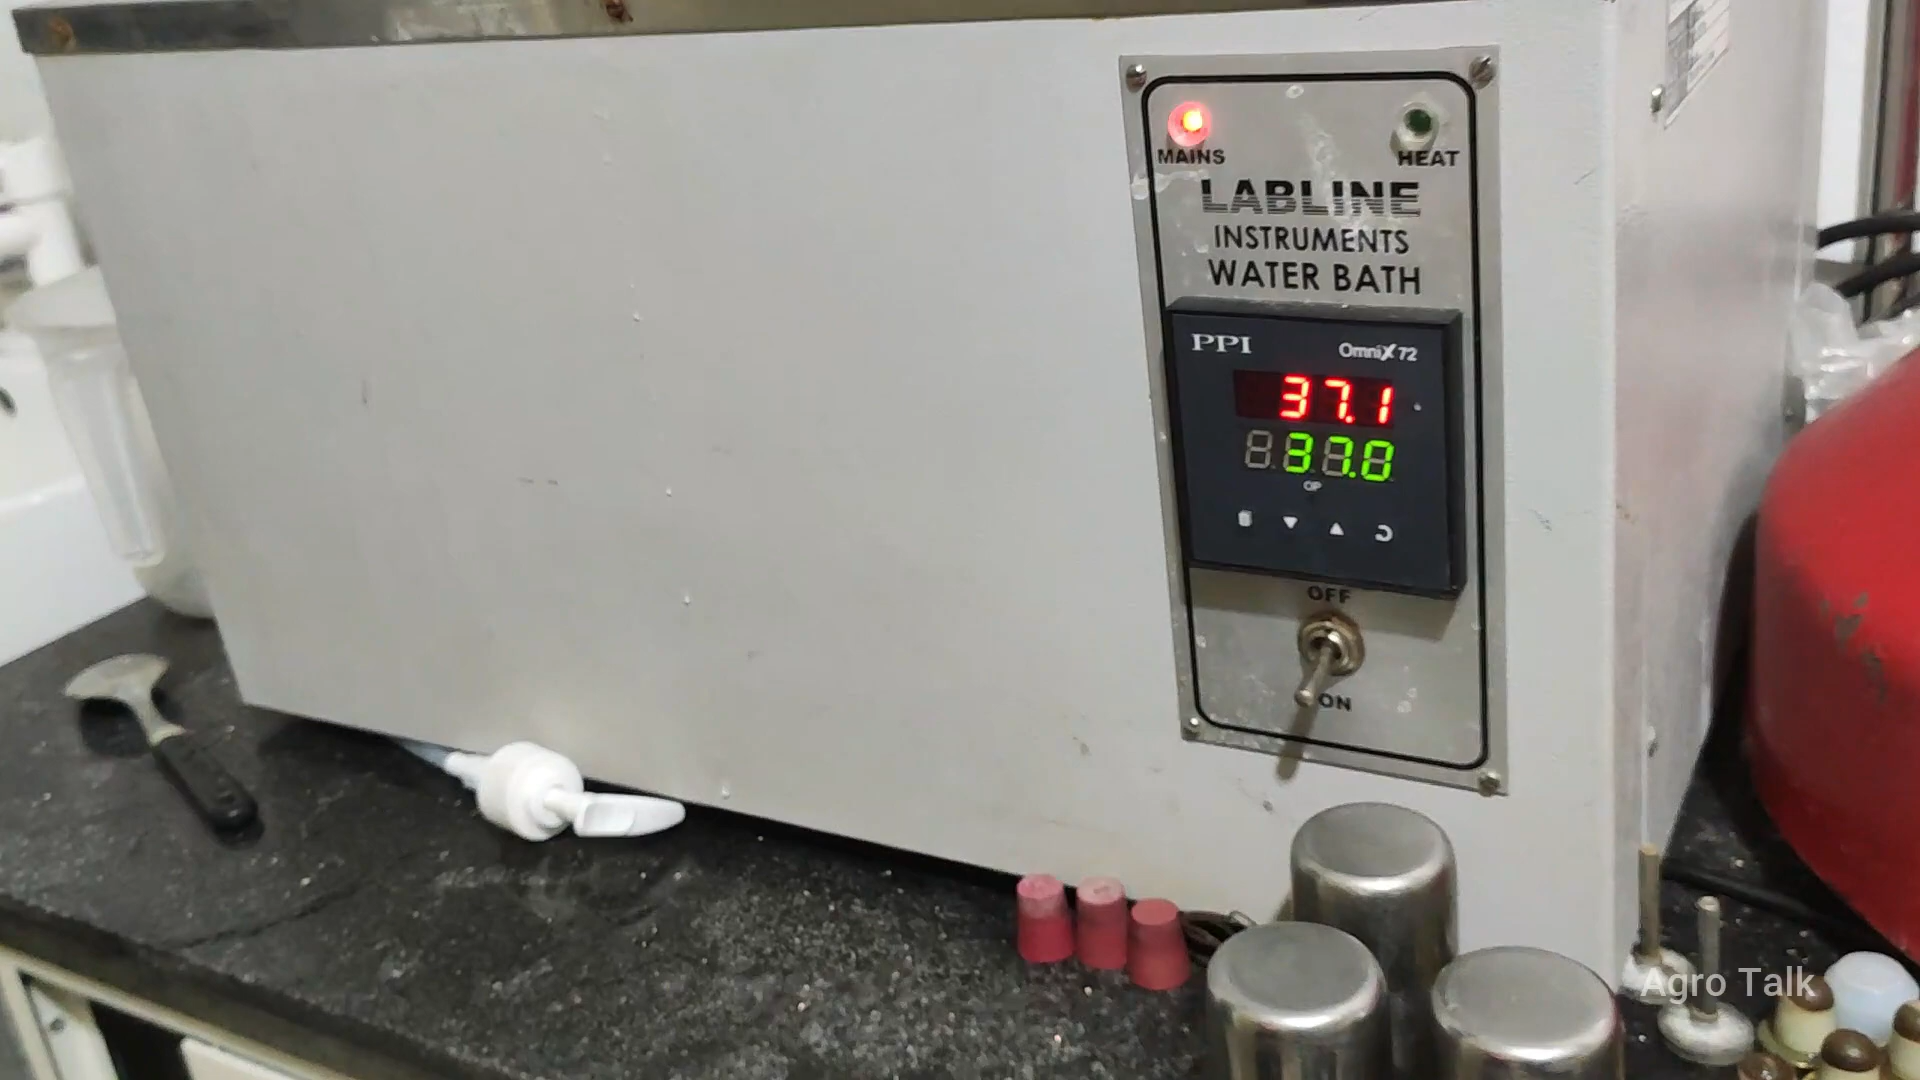 MAINS
HEAT
LABLINE
INSTRUMENTS
WATER BATH
PPI
OmniX 72
37.1
37.0
OP
OFF
ON
Agro Talk